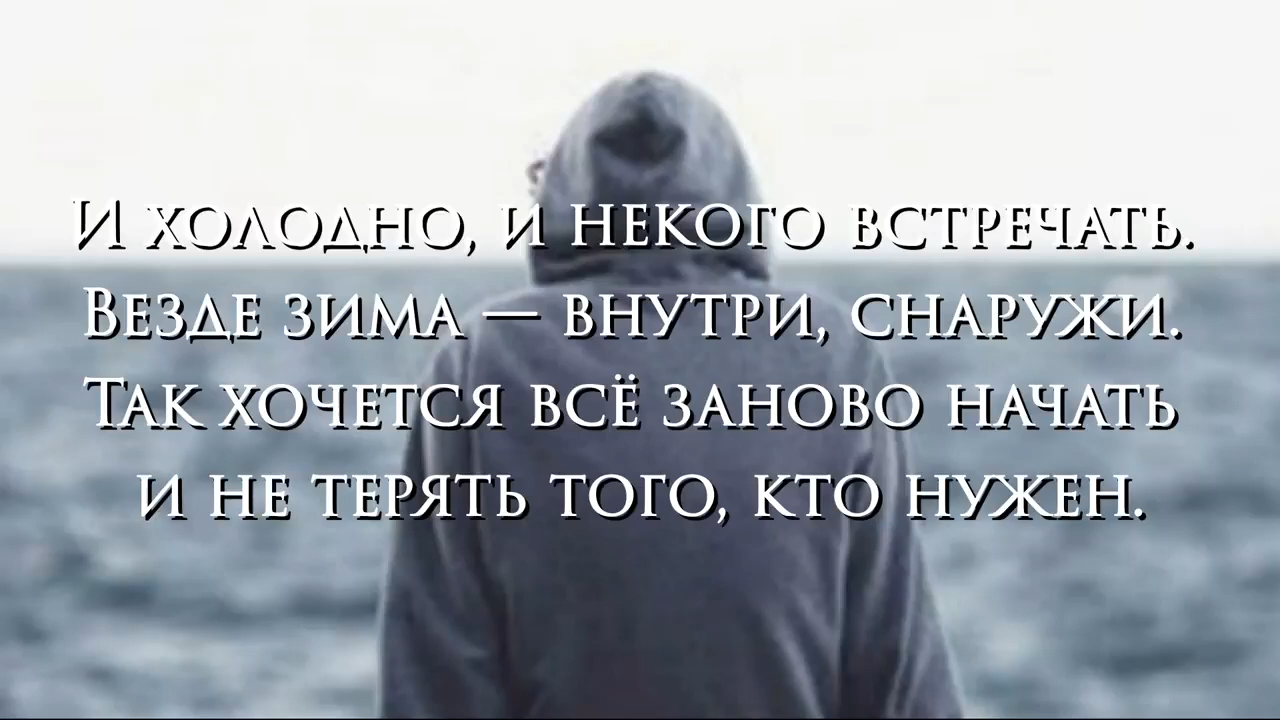 И холодно, и некого встречать.
Везде зима — внутри, снаружи.
Так хочется всё заново начать
и не терять того, кто нужен.